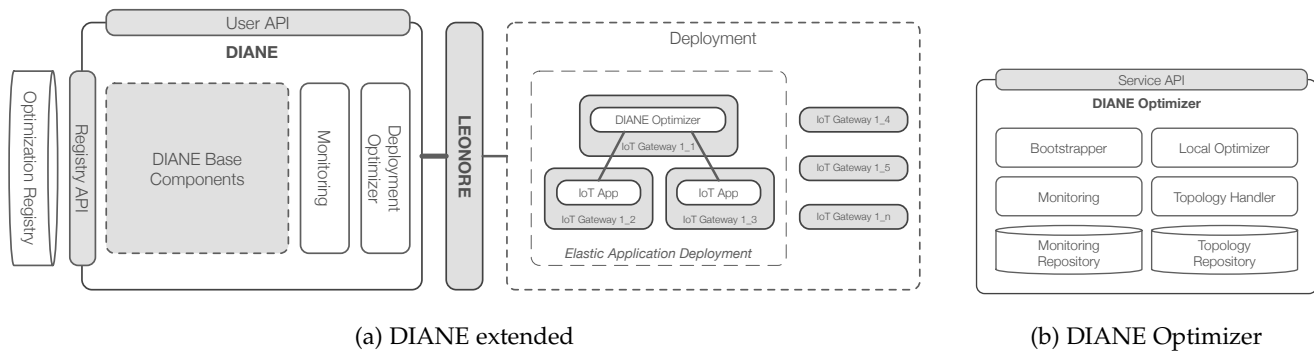 User API
DIANE
Optimization Registry
Registry API
DIANE Base
Components
Monitoring
Deployment
Optimizer
LEONORE
Deployment
DIANE Optimizer
IoT Gateway 1_1
IoT App
IoT Gateway 1_2
IoT App
IoT Gateway 1_3
Elastic Application Deployment
IoT Gateway 1_4
IoT Gateway 1_5
IoT Gateway 1_n
(a) DIANE extended
Service API
DIANE Optimizer
Bootstrapper
Local Optimizer
Monitoring
Topology Handler
Monitoring
Repository
Topology
Repository
(b) DIANE Optimizer